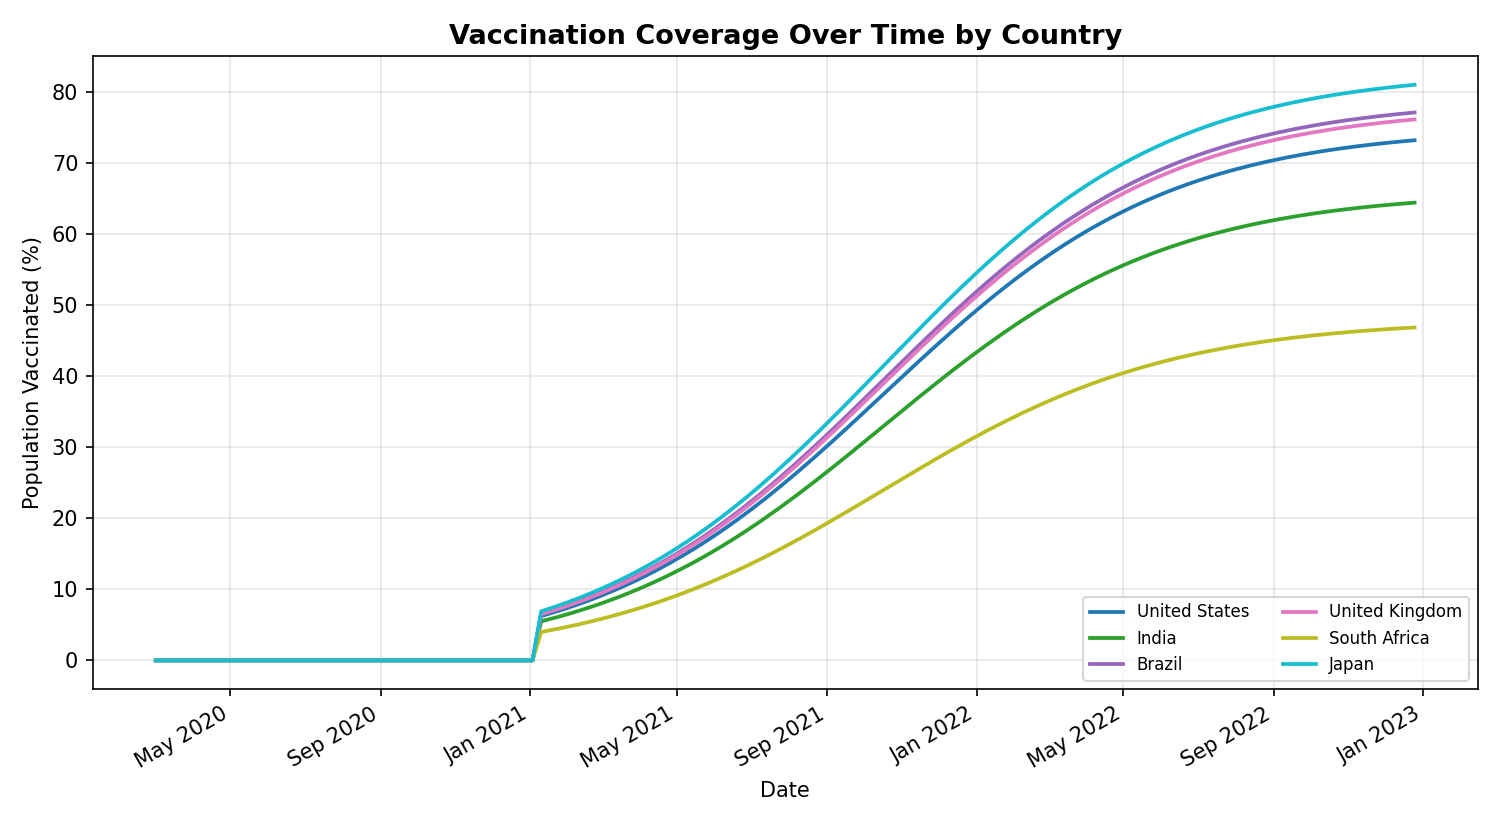 Vaccination Coverage Over Time by Country
Population Vaccinated (%)
80
70
60
50
40
30
20
10
0
May 2020
Sep 2020
Jan 2021
May 2021
Sep 2021
Jan 2022
May 2022
Sep 2022
Jan 2023
Date
United States
India
Brazil
United Kingdom
South Africa
Japan